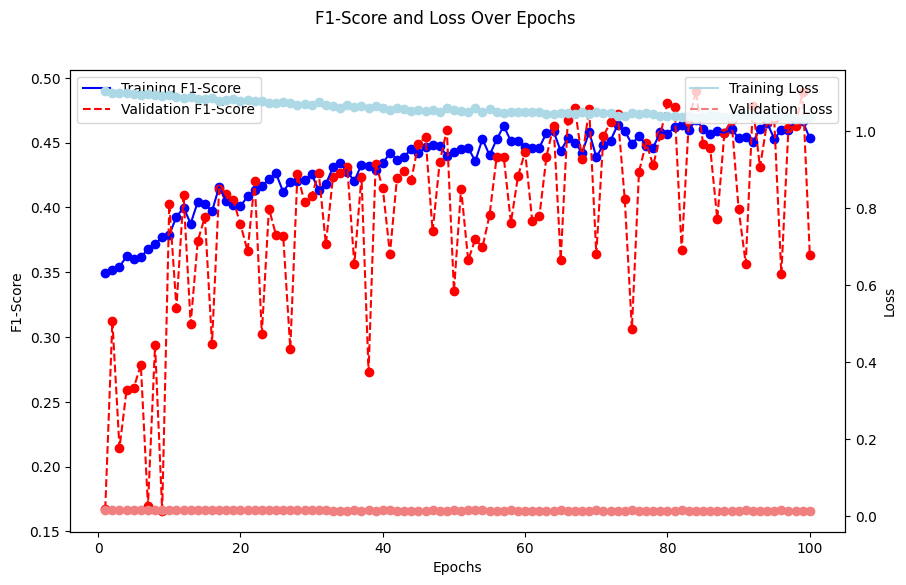 F1-Score and Loss Over Epochs
Training F1-Score
Validation F1-Score
Training Loss
Validation Loss
0.50
0.45
0.40
0.35
0.30
0.25
0.20
0.15
F1-Score
1.0
0.8
0.6
0.4
0.2
0.0
Loss
0 20 40 60 80 100
Epochs